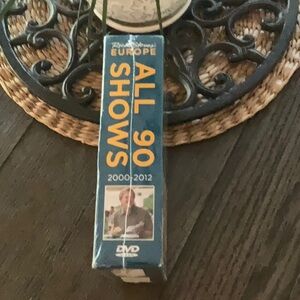 Rick Steves'
EUROPE
ALL 90
SHOWS
2000-2012
DVD